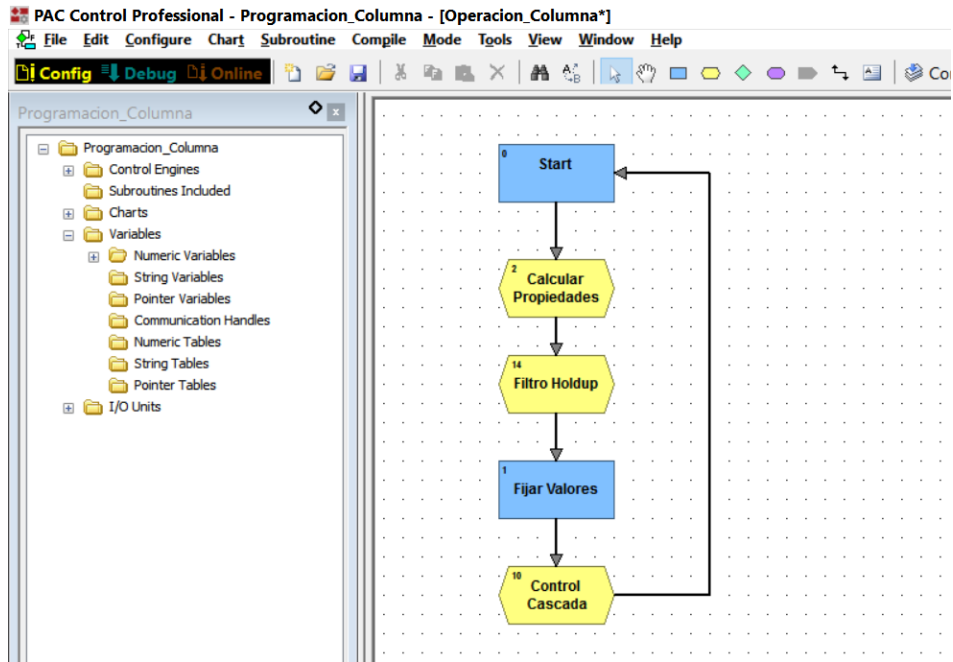 PAC Control Professional - Programacion_Columna - [Operacion_Columna*]
File Edit Configure Chart Subroutine Compile Mode Tools View Window Help
Config Debug Online Co
Programacion_Columna
Programacion_Columna
Control Engines
Subroutines Included
Charts
Variables
Numeric Variables
String Variables
Pointer Variables
Communication Handles
Numeric Tables
String Tables
Pointer Tables
I/O Units
0
Start
2
Calcular
Propiedades
14
Filtro Holdup
1
Fijar Valores
10
Control
Cascada